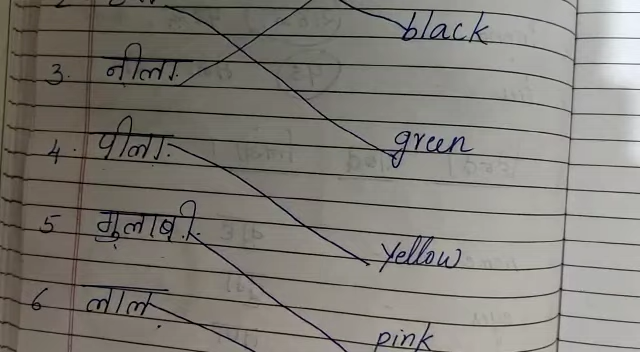 black
3. नीला
4. पीला green
5 गुलाबी yellow
6 लाल pink